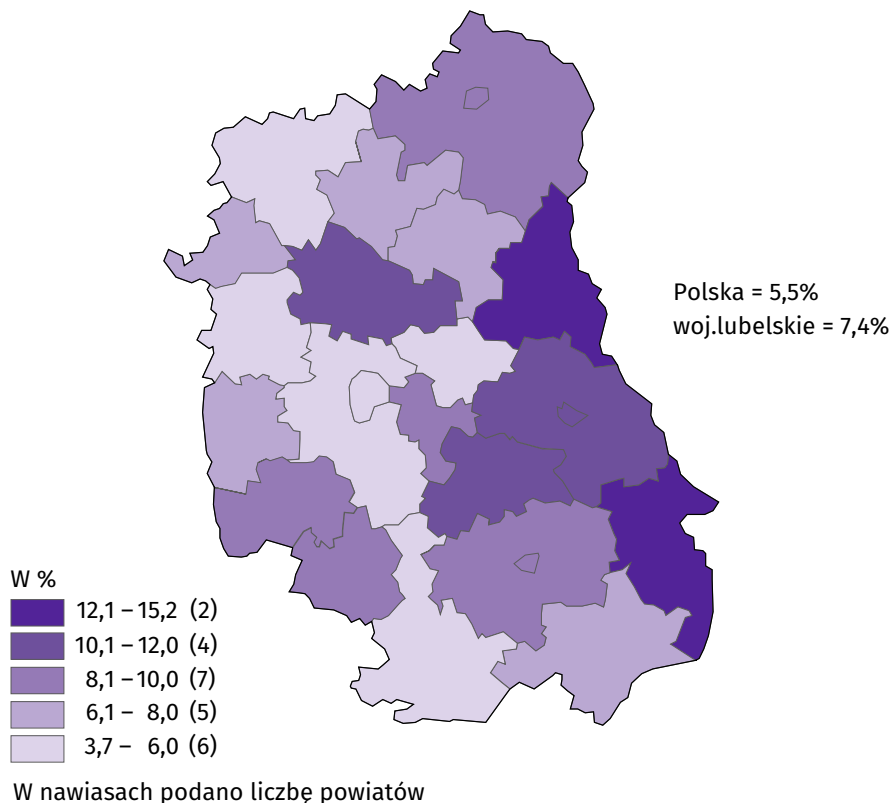 Polska = 5,5%
woj.lubelskie = 7,4%
W %
12,1 – 15,2 (2)
10,1 – 12,0 (4)
8,1 – 10,0 (7)
6,1 – 8,0 (5)
3,7 – 6,0 (6)
W nawiasach podano liczbę powiatów